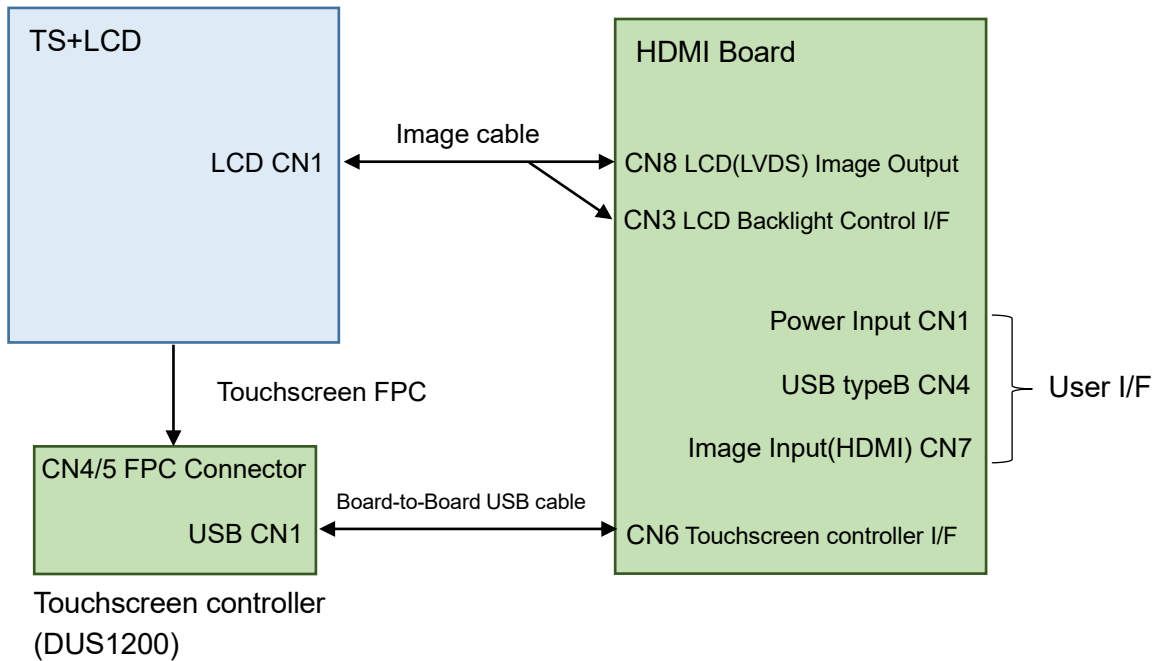 TS+LCD
LCD CN1
Image cable
HDMI Board
CN8 LCD(LVDS) Image Output
CN3 LCD Backlight Control I/F
Power Input CN1
USB typeB CN4
Image Input(HDMI) CN7
User I/F
Touchscreen FPC
CN4/5 FPC Connector
USB CN1
Board-to-Board USB cable
CN6 Touchscreen controller I/F
Touchscreen controller
(DUS1200)